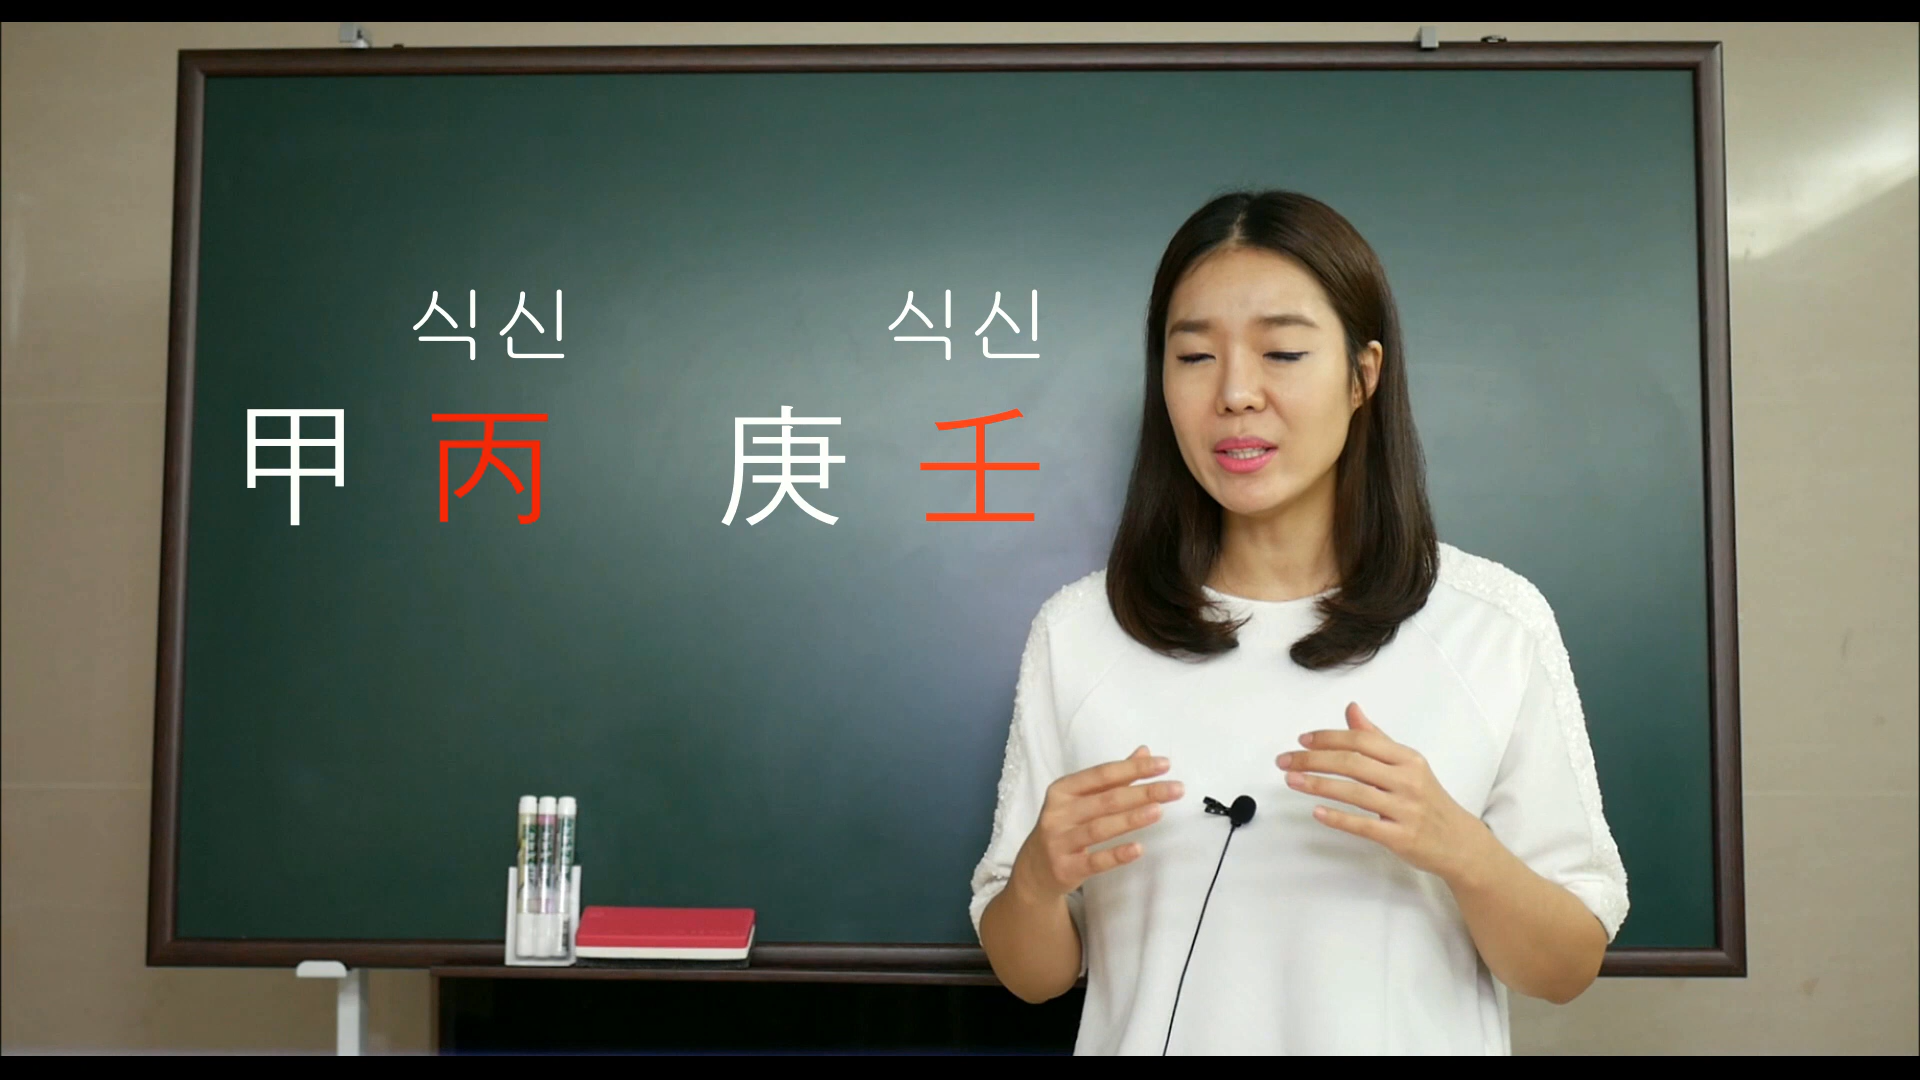 식신 식신
甲 丙 庚 壬